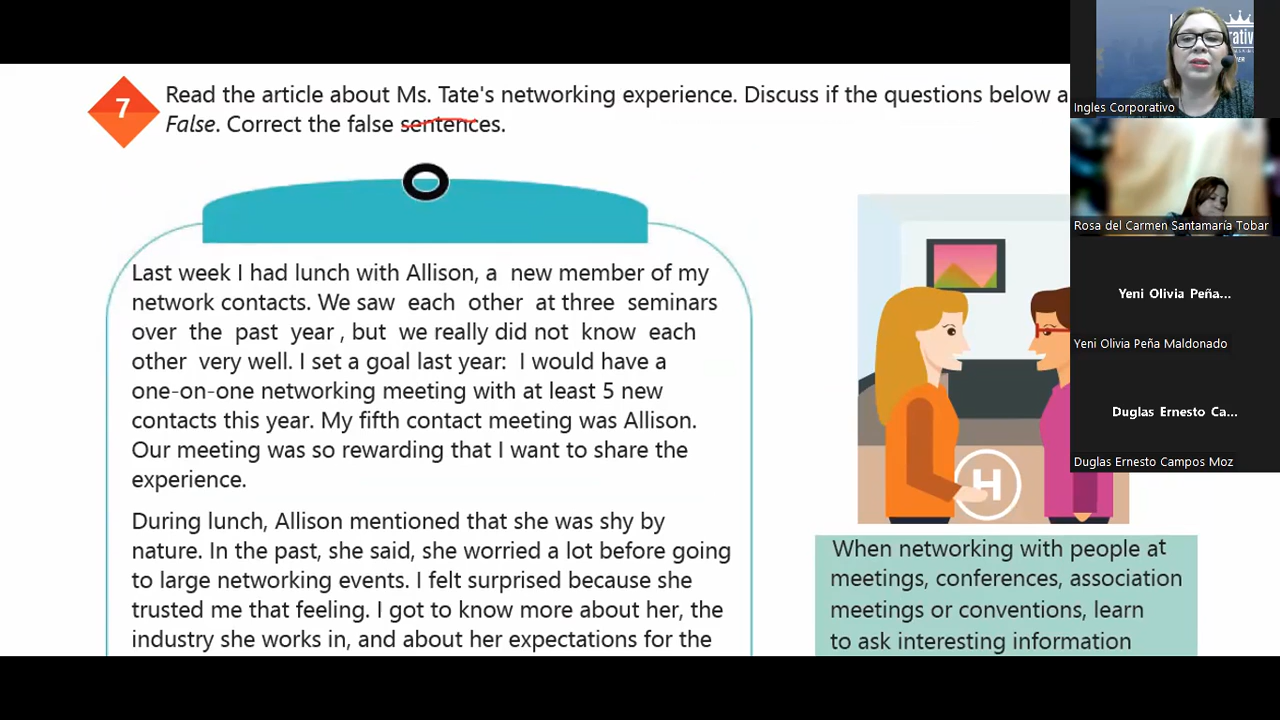 7
Read the article about Ms. Tate's networking experience. Discuss if the questions below a
False. Correct the false sentences.
Last week I had lunch with Allison, a new member of my
network contacts. We saw each other at three seminars
over the past year , but we really did not know each
other very well. I set a goal last year: I would have a
one-on-one networking meeting with at least 5 new
contacts this year. My fifth contact meeting was Allison.
Our meeting was so rewarding that I want to share the
experience.
During lunch, Allison mentioned that she was shy by
nature. In the past, she said, she worried a lot before going
to large networking events. I felt surprised because she
trusted me that feeling. I got to know more about her, the
industry she works in, and about her expectations for the
H
When networking with people at
meetings, conferences, association
meetings or conventions, learn
to ask interesting information
Ingles Corporativo
Rosa del Carmen Santamaría Tobar
Yeni Olivia Peña...
Yeni Olivia Peña Maldonado
Duglas Ernesto Ca...
Duglas Ernesto Campos Moz